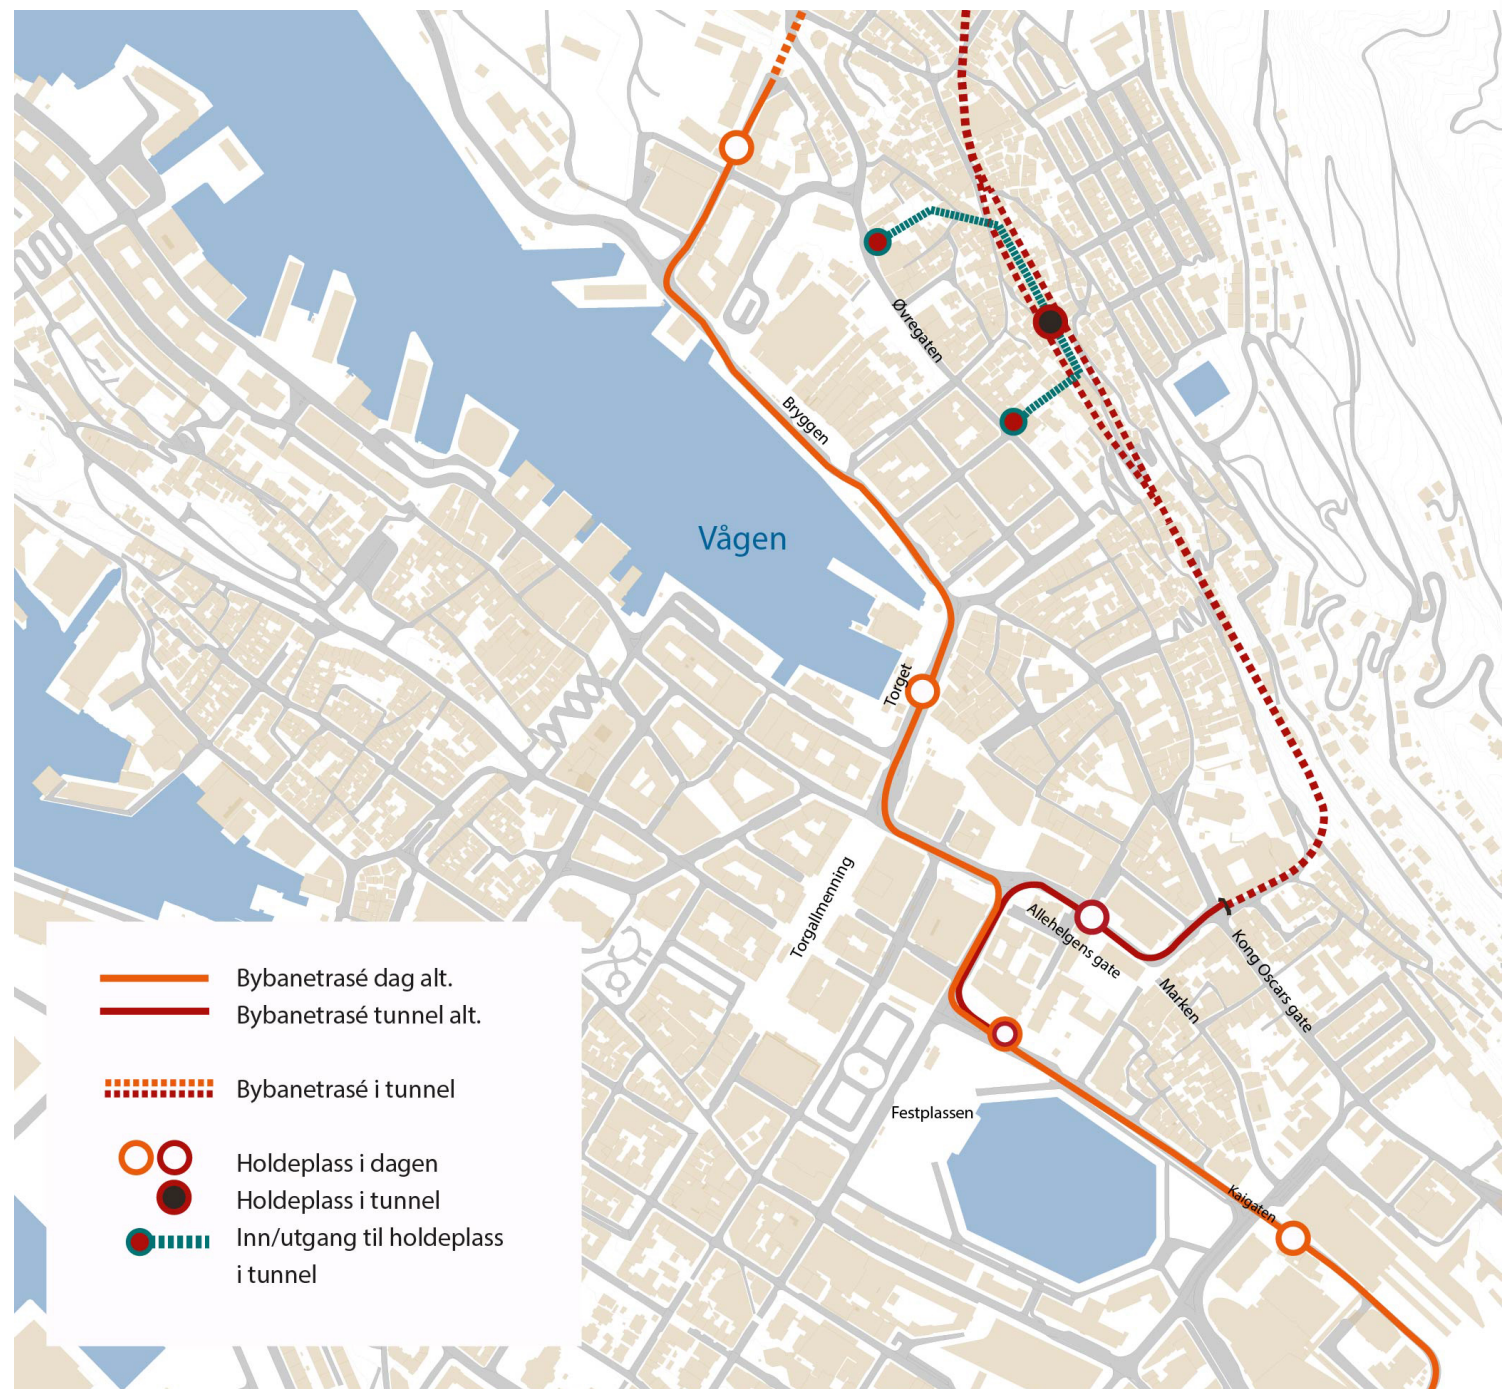 Øvregaten
Bryggen
Vågen
Torget
Torgallmenning
Allehelgens gate
Kong Oscars gate
Marken
Festplassen
Kaigaten
Bybanetrasé dag alt.
Bybanetrasé tunnel alt.
Bybanetrasé i tunnel
Holdeplass i dagen
Holdeplass i tunnel
Inn/utgang til holdeplass
i tunnel